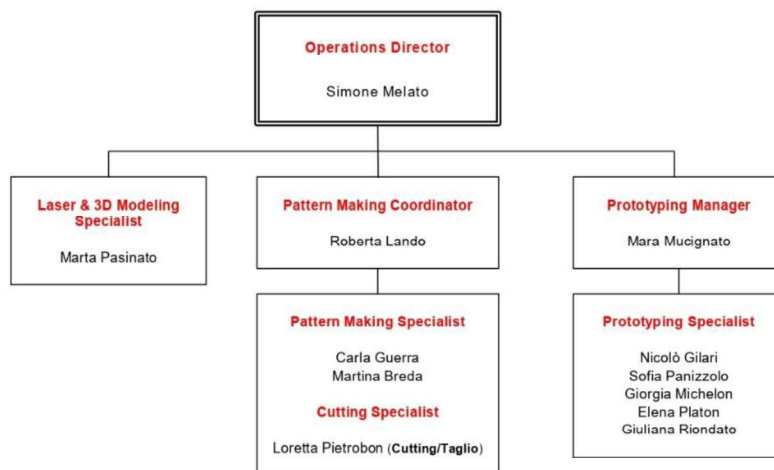 Operations Director
Simone Melato
Laser & 3D Modeling
Specialist
Marta Pasinato
Pattern Making Coordinator
Roberta Lando
Prototyping Manager
Mara Mucignato
Pattern Making Specialist
Carla Guerra
Martina Breda
Cutting Specialist
Loretta Pietrobon (Cutting/Taglio)
Prototyping Specialist
Nicolò Gilari
Sofia Panizzolo
Giorgia Michelon
Elena Platon
Giuliana Riondato